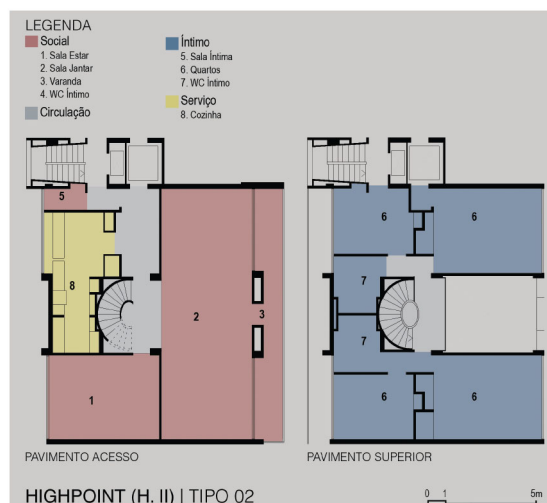 LEGENDA
Social
1. Sala Estar
2. Sala Jantar
3. Varanda
4. WC Íntimo
Circulação
Íntimo
5. Sala Íntima
6. Quartos
7. WC Íntimo
Serviço
8. Cozinha
5
8
2
3
1
6
6
7
7
6
6
PAVIMENTO ACESSO
PAVIMENTO SUPERIOR
HIGHPOINT (H. II) | TIPO 02
0 1 5m